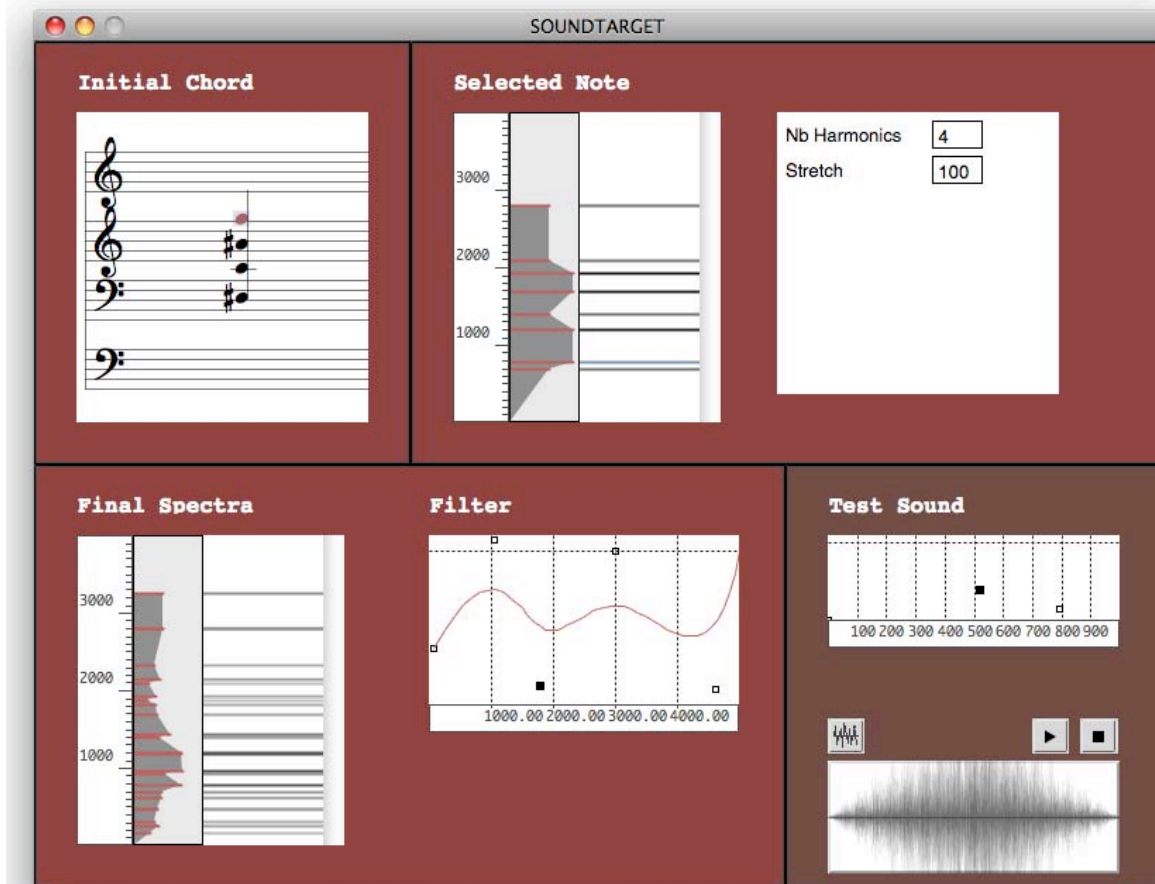 SOUNDTARGET
Initial Chord
Selected Note
3000
2000
1000
Nb Harmonics 4
Stretch 100
Final Spectra
3000
2000
1000
Filter
1000.00 2000.00 3000.00 4000.00
Test Sound
100 200 300 400 500 600 700 800 900